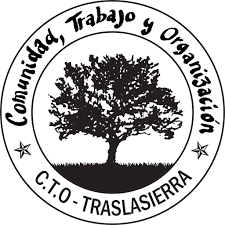 Comunidad, Trabajo y Organización
C.T.O - TRASLASIERRA